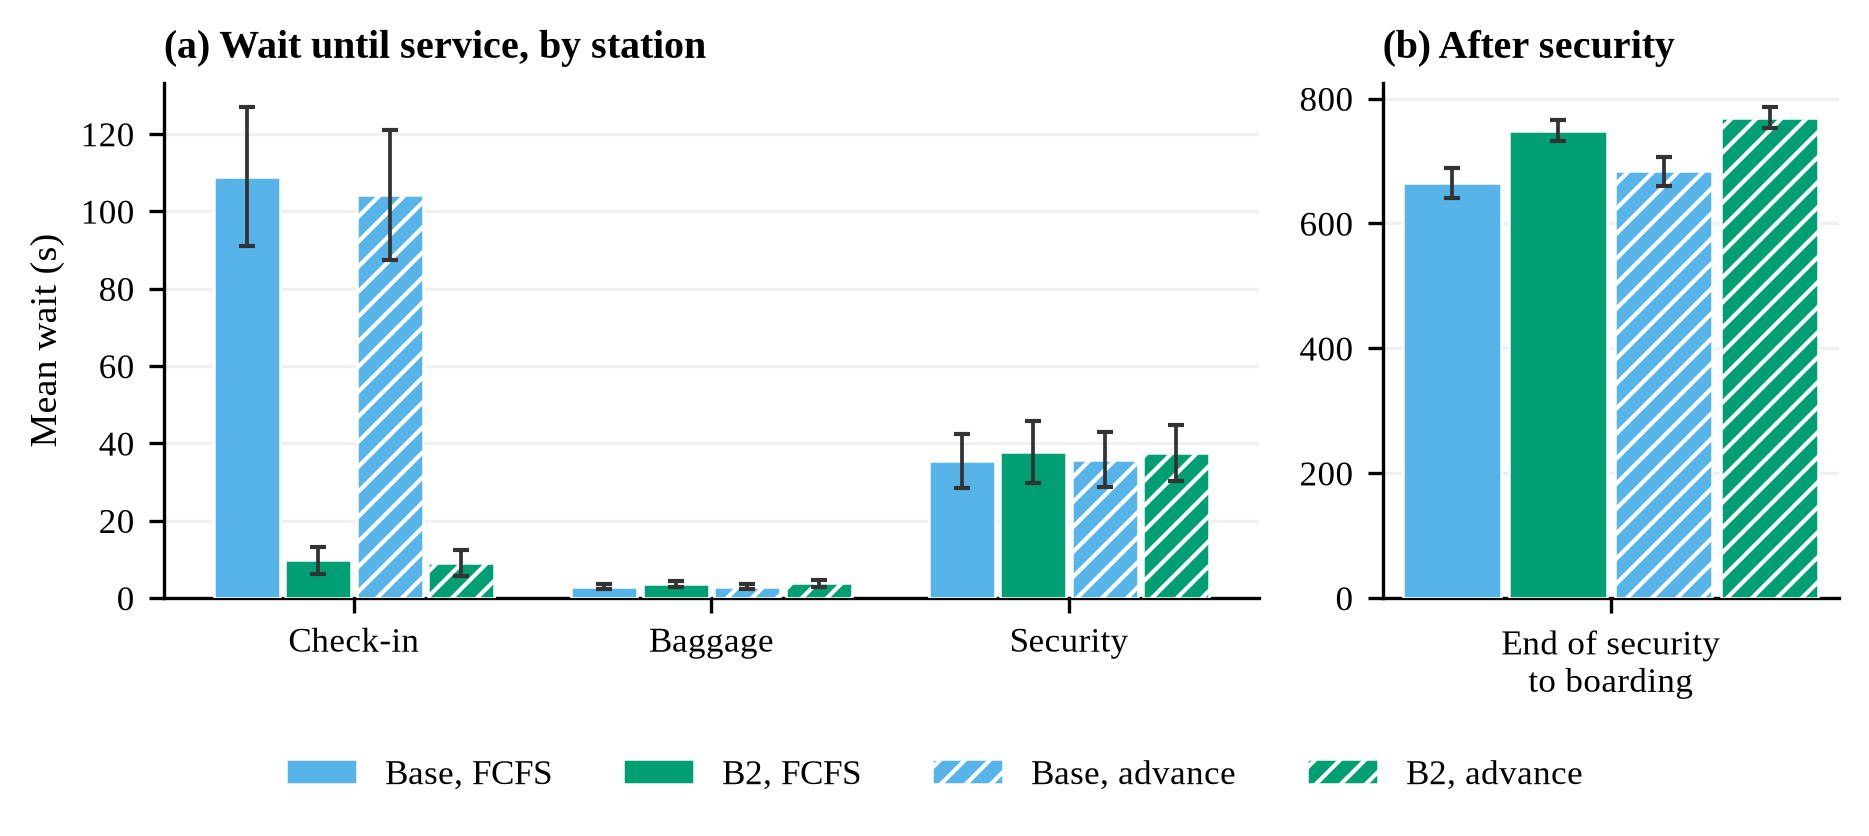 (a) Wait until service, by station
Mean wait (s)
120
100
80
60
40
20
0
Check-in
Baggage
Security
(b) After security
800
600
400
200
0
End of security
to boarding
Base, FCFS
B2, FCFS
Base, advance
B2, advance